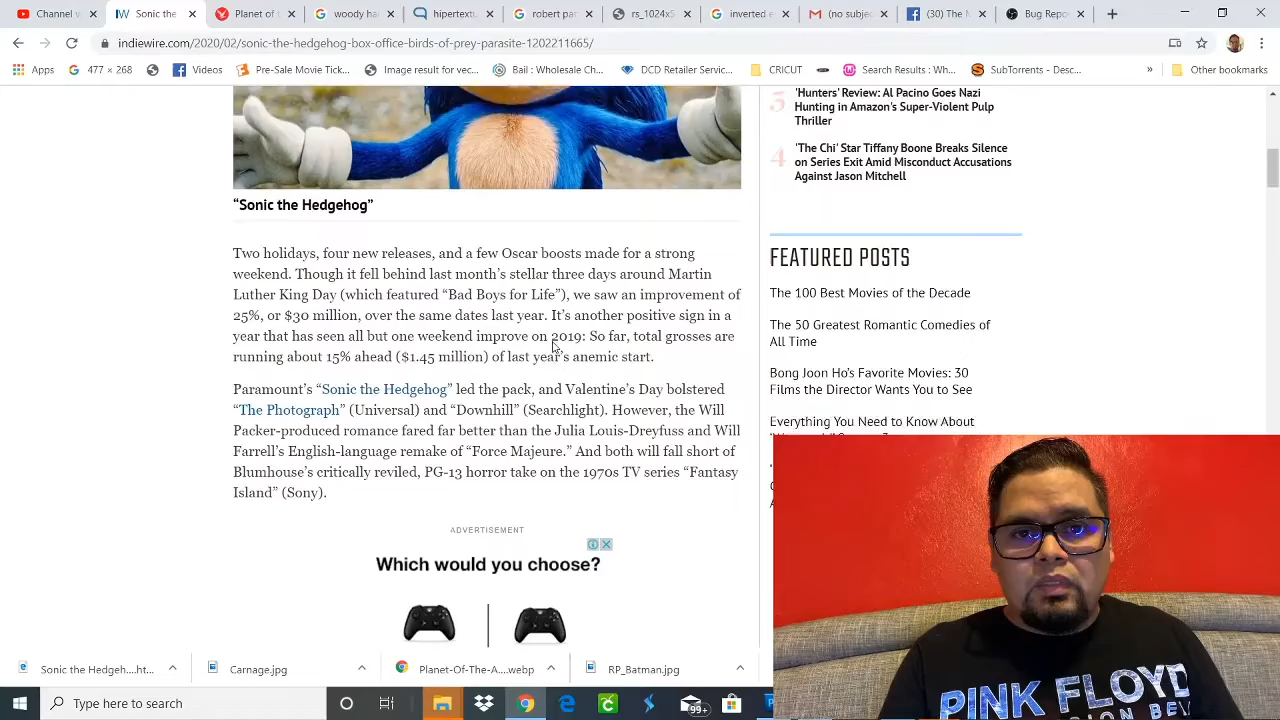 Channel
Sonic the
Planet of
woody ha
hipertextu
robert pa
rs_1024x5
inverted e
(no subje
(30) M
Bug Repo
indiewire.com/2020/02/sonic-the-hedgehog-box-office-birds-of-prey-parasite-1202211665/
Apps
477 × 268
Videos
Pre-Sale Movie Tick...
Image result for vec...
Bail : Wholesale Ch...
DCD Retailer Servic...
CRICUT
Search Results : Wh...
SubTorrents - Desc...
»
Other bookmarks
“Sonic the Hedgehog”
Two holidays, four new releases, and a few Oscar boosts made for a strong
weekend. Though it fell behind last month’s stellar three days around Martin
Luther King Day (which featured “Bad Boys for Life”), we saw an improvement of
25%, or $30 million, over the same dates last year. It’s another positive sign in a
year that has seen all but one weekend improve on 2019: So far, total grosses are
running about 15% ahead ($1.45 million) of last year’s anemic start.
Paramount’s “Sonic the Hedgehog” led the pack, and Valentine’s Day bolstered
“The Photograph” (Universal) and “Downhill” (Searchlight). However, the Will
Packer-produced romance fared far better than the Julia Louis-Dreyfuss and Will
Farrell’s English-language remake of “Force Majeure.” And both will fall short of
Blumhouse’s critically reviled, PG-13 horror take on the 1970s TV series “Fantasy
Island” (Sony).
ADVERTISEMENT
Which would you choose?
3
'Hunters' Review: Al Pacino Goes Nazi
Hunting in Amazon's Super-Violent Pulp
Thriller
4
'The Chi' Star Tiffany Boone Breaks Silence
on Series Exit Amid Misconduct Accusations
Against Jason Mitchell
FEATURED POSTS
The 100 Best Movies of the Decade
The 50 Greatest Romantic Comedies of
All Time
Bong Joon Ho’s Favorite Movies: 30
Films the Director Wants You to See
Everything You Need to Know About
PINK FLOYD
Sonic the Hedgeh....ht...
Carnage.jpg
Planet-Of-The-A....webp
RP_Batman.jpg
Type here to search
99+